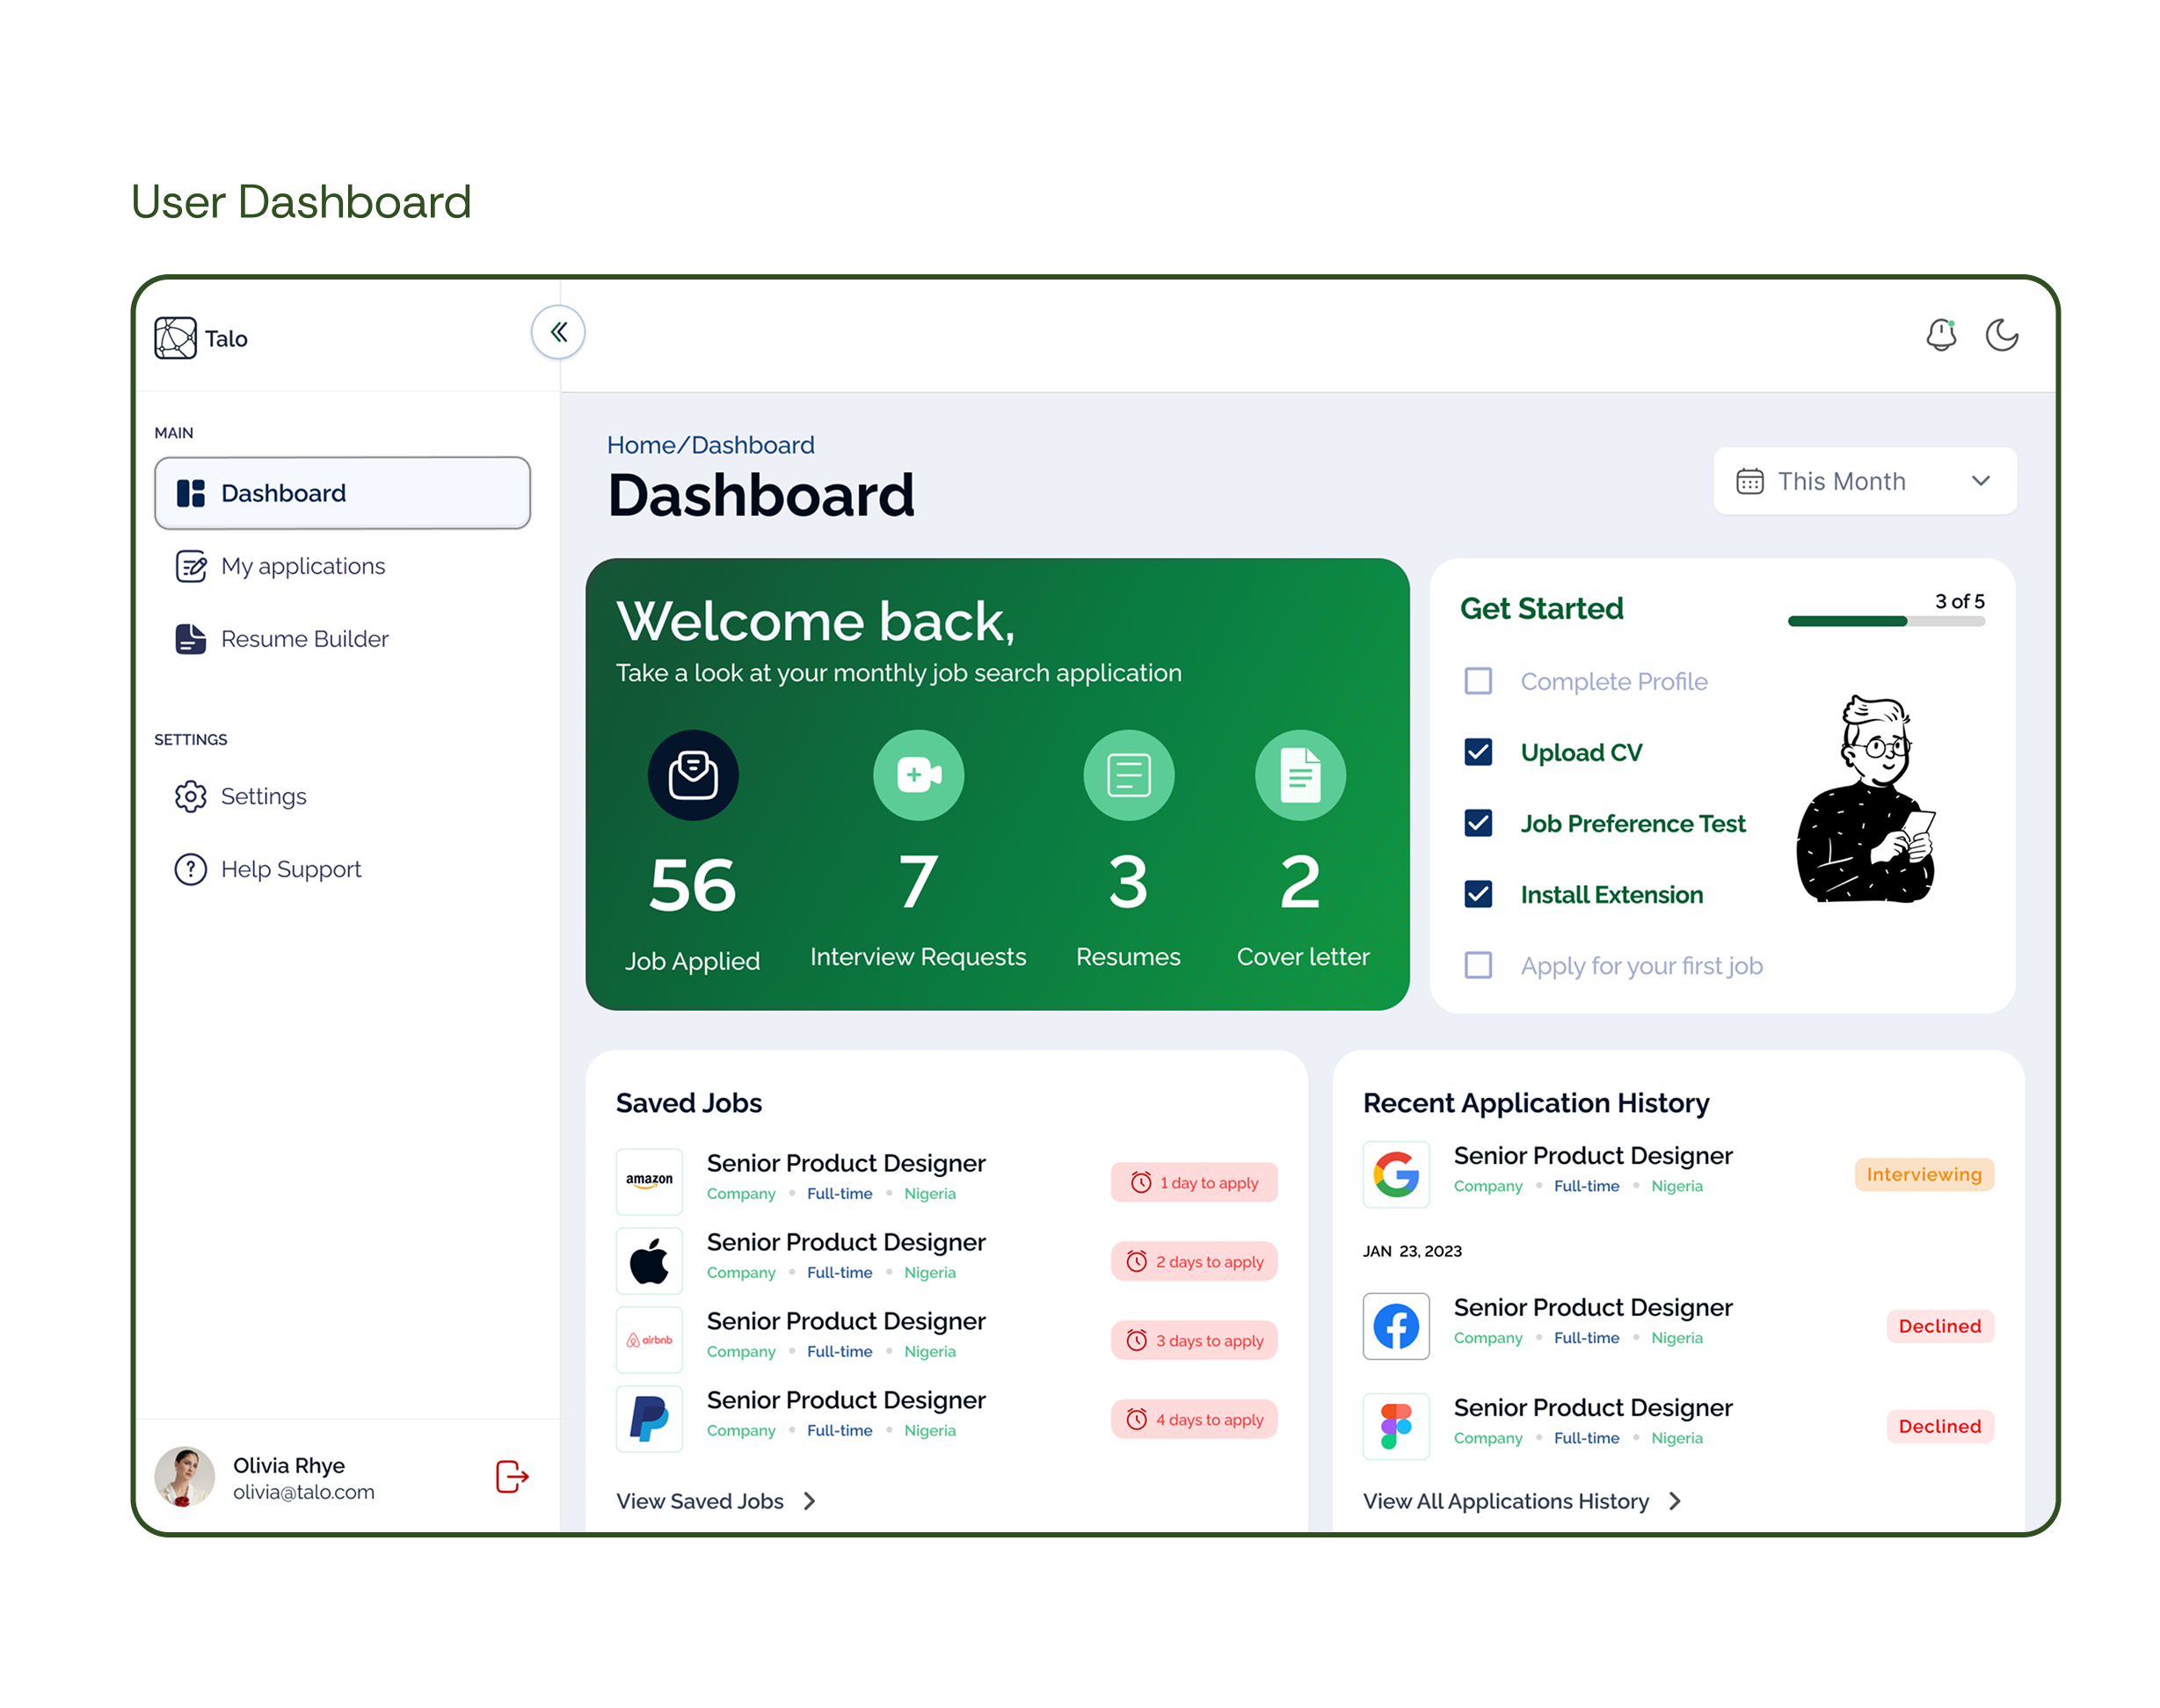 User Dashboard
Talo
MAIN
Dashboard
My applications
Resume Builder
SETTINGS
Settings
Help Support
Olivia Rhye
olivia@talo.com
Home/Dashboard
Dashboard
This Month
Welcome back,
Take a look at your monthly job search application
56
Job Applied
7
Interview Requests
3
Resumes
2
Cover letter
Get Started
3 of 5
Complete Profile
Upload CV
Job Preference Test
Install Extension
Apply for your first job
Saved Jobs
amazon
Senior Product Designer
Company • Full-time • Nigeria
1 day to apply
Senior Product Designer
Company • Full-time • Nigeria
2 days to apply
airbnb
Senior Product Designer
Company • Full-time • Nigeria
3 days to apply
Senior Product Designer
Company • Full-time • Nigeria
4 days to apply
View Saved Jobs
Recent Application History
Senior Product Designer
Company • Full-time • Nigeria
Interviewing
JAN 23, 2023
Senior Product Designer
Company • Full-time • Nigeria
Declined
Senior Product Designer
Company • Full-time • Nigeria
Declined
View All Applications History